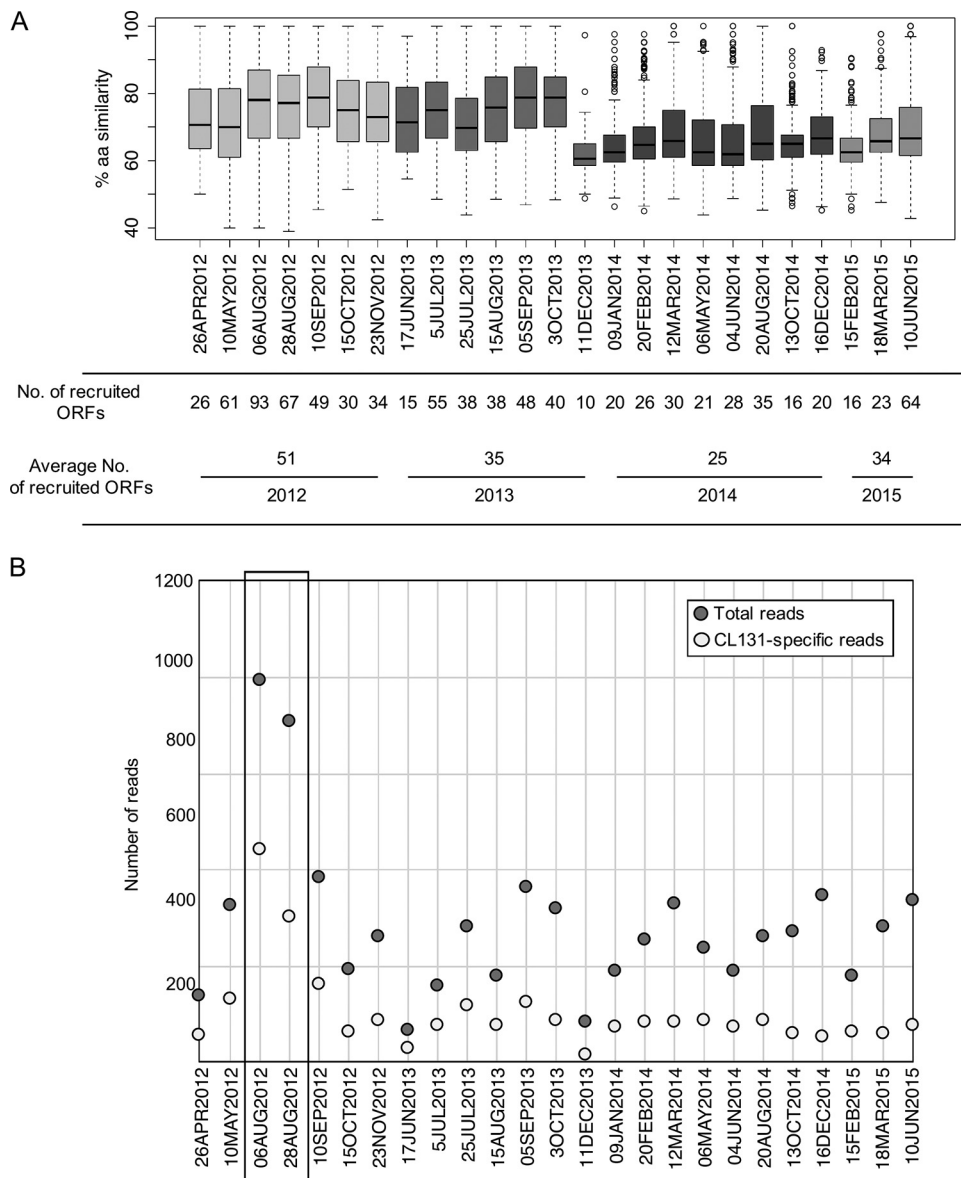 A
% aa similarity
100
80
60
40
26APR2012
10MAY2012
06AUG2012
28AUG2012
10SEP2012
15OCT2012
23NOV2012
17JUN2013
5JUL2013
25JUL2013
15AUG2013
05SEP2013
3OCT2013
11DEC2013
09JAN2014
20FEB2014
12MAR2014
06MAY2014
04JUN2014
20AUG2014
13OCT2014
16DEC2014
15FEB2015
18MAR2015
10JUN2015
No. of recruited
ORFs
26 61 93 67 49 30 34 15 55 38 38 48 40 10 20 26 30 21 28 35 16 20 16 23 64
Average No.
of recruited ORFs
51 35 25 34
2012 2013 2014 2015
B
Number of reads
1200
1000
800
600
400
200
Total reads
CL131-specific reads
26APR2012
10MAY2012
06AUG2012
28AUG2012
10SEP2012
15OCT2012
23NOV2012
17JUN2013
5JUL2013
25JUL2013
15AUG2013
05SEP2013
3OCT2013
11DEC2013
09JAN2014
20FEB2014
12MAR2014
06MAY2014
04JUN2014
20AUG2014
13OCT2014
16DEC2014
15FEB2015
18MAR2015
10JUN2015